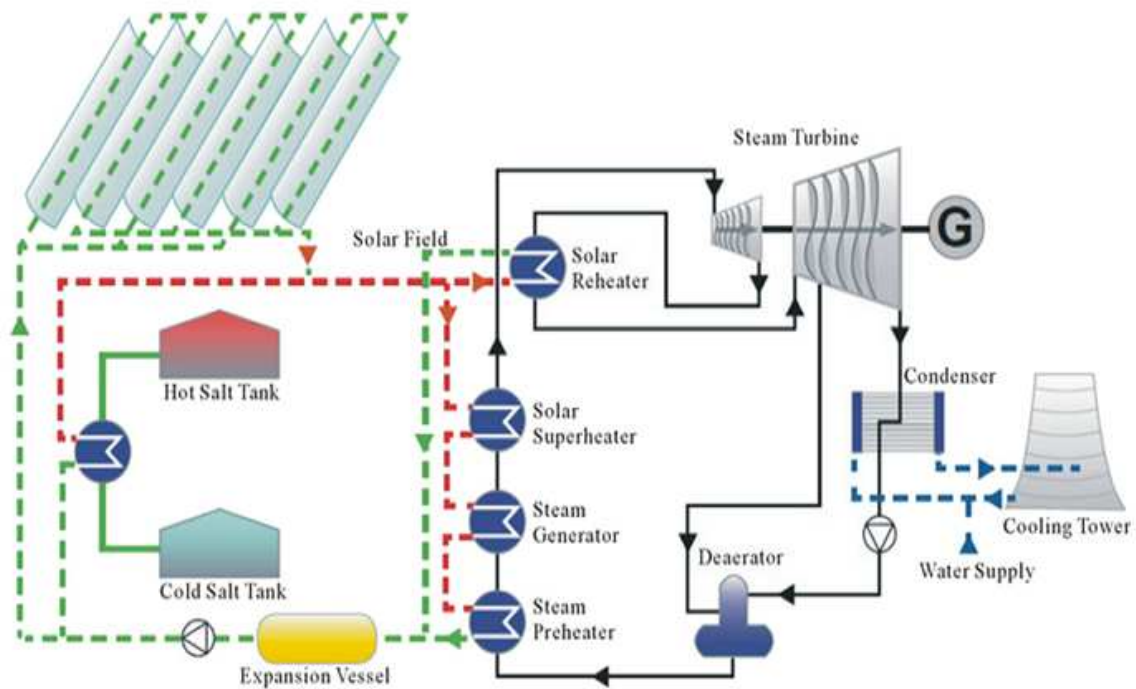 Steam Turbine
G
Solar Field
Solar
Reheater
Hot Salt Tank
Condenser
Solar
Superheater
Steam
Generator
Cooling Tower
Deaerator
Water Supply
Cold Salt Tank
Steam
Preheater
Expansion Vessel